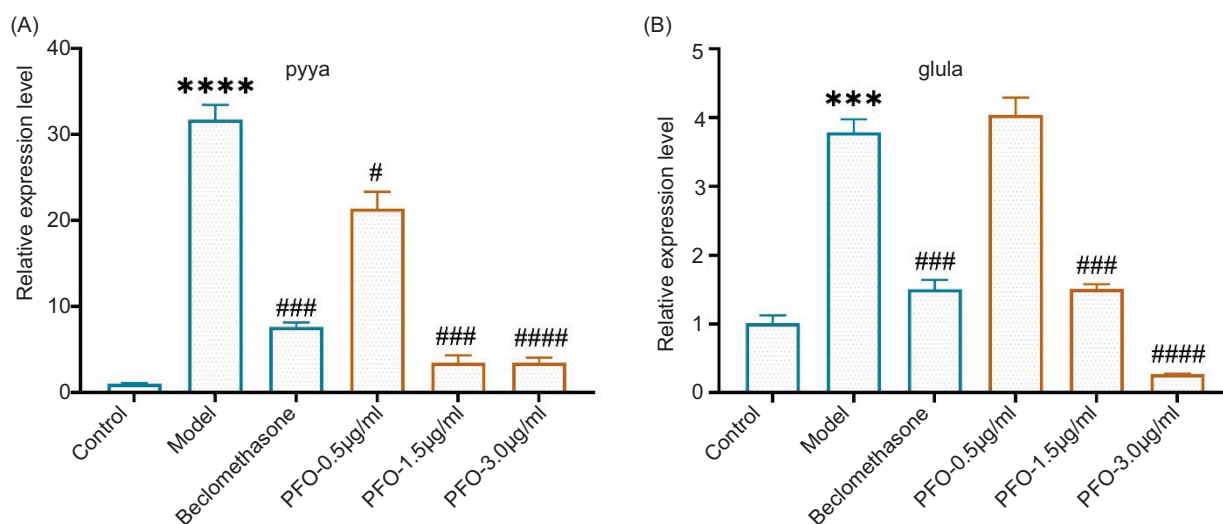 (A)
pyya
Relative expression level
40
30
20
10
0
****
###
#
###
####
Control
Model
Beclomethasone
PFO-0.5μg/ml
PFO-1.5μg/ml
PFO-3.0μg/ml
(B)
glula
Relative expression level
5
4
3
2
1
0
***
###
###
####
Control
Model
Beclomethasone
PFO-0.5μg/ml
PFO-1.5μg/ml
PFO-3.0μg/ml